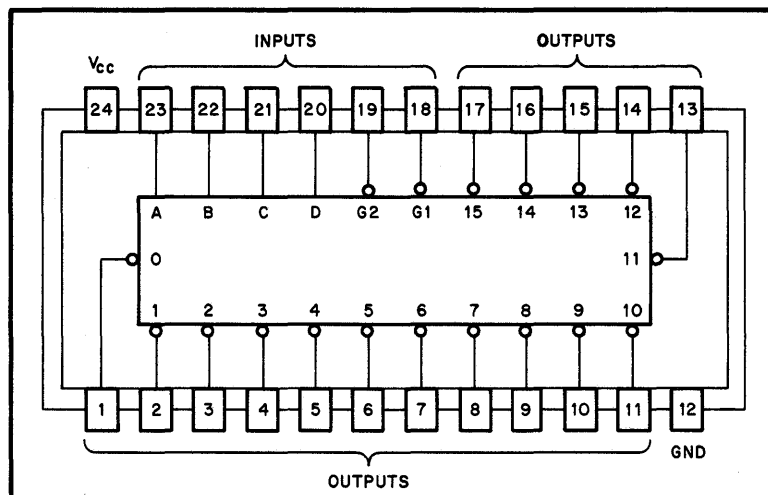 INPUTS OUTPUTS
VCC
24 23 22 21 20 19 18 17 16 15 14 13
A B C D G2 G1 15 14 13 12
0 11
1 2 3 4 5 6 7 8 9 10
1 2 3 4 5 6 7 8 9 10 11 12
GND
OUTPUTS